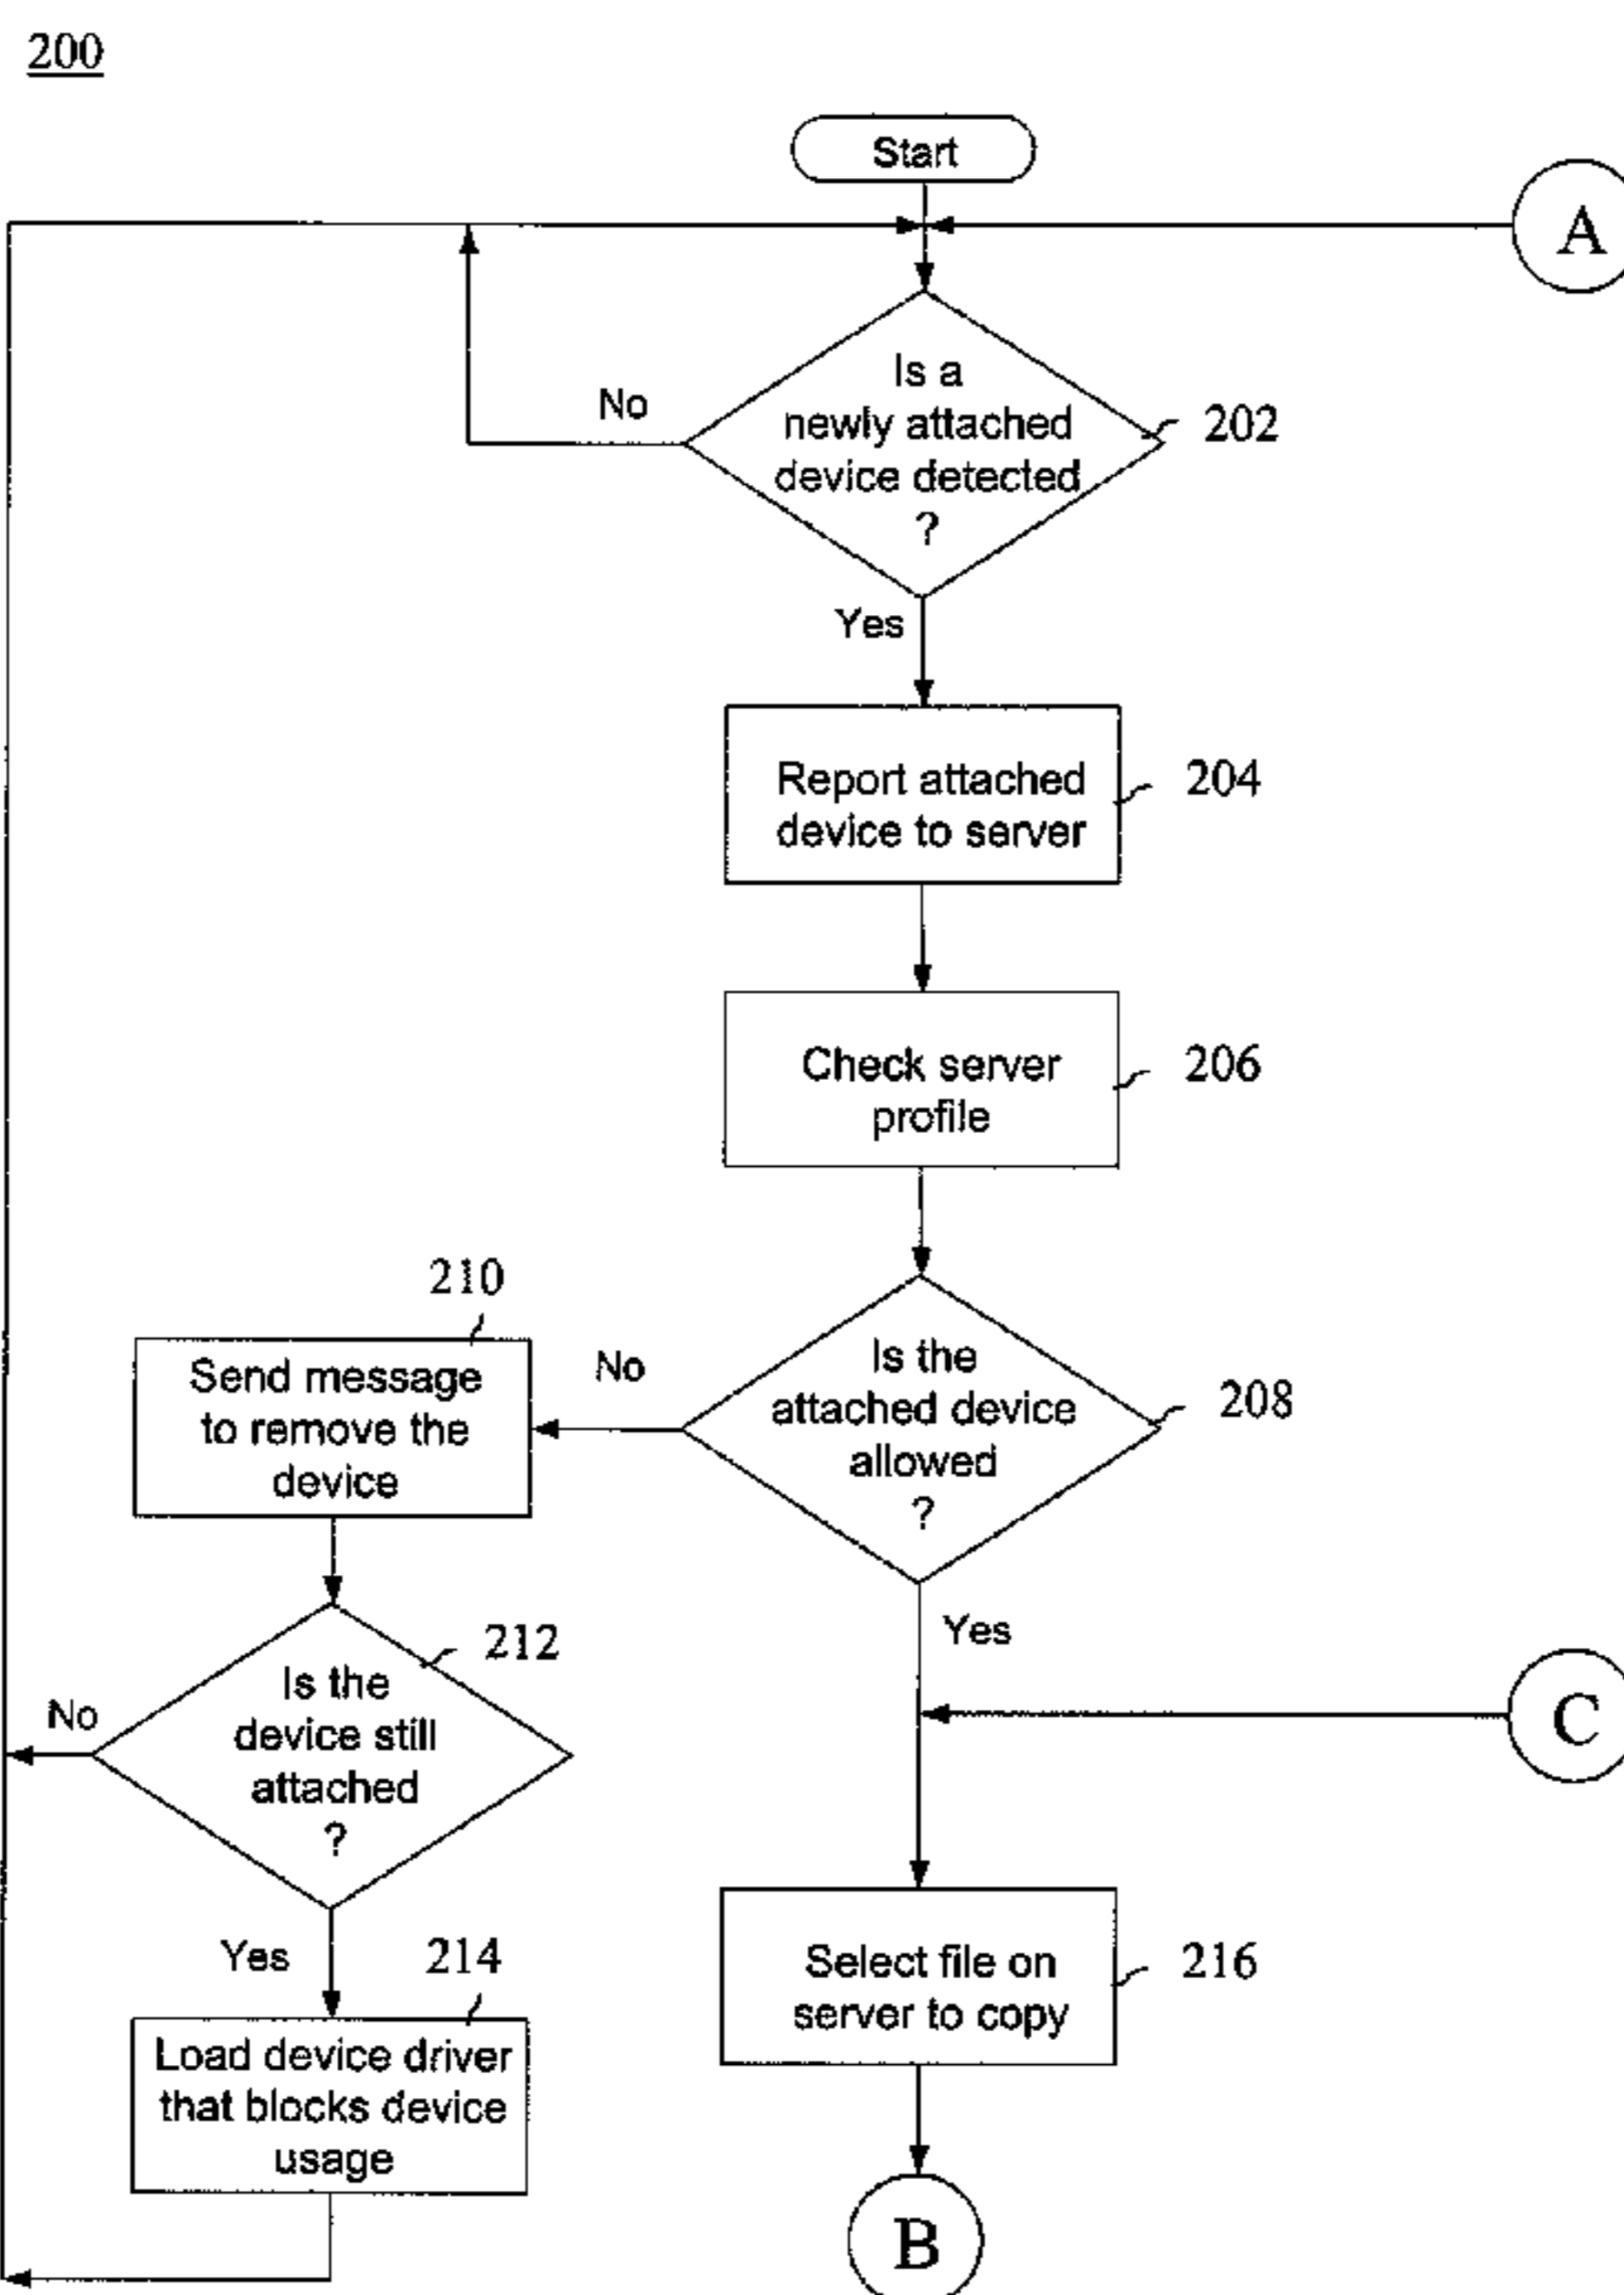 200
Start
A
Is a
newly attached
device detected
?
No
202
Yes
Report attached
device to server
204
Check server
profile
206
Is the
attached device
allowed
?
208
No
210
Send message
to remove the
device
Yes
212
Is the
device still
attached
?
No
C
Yes
214
Load device driver
that blocks device
usage
Select file on
server to copy
216
B